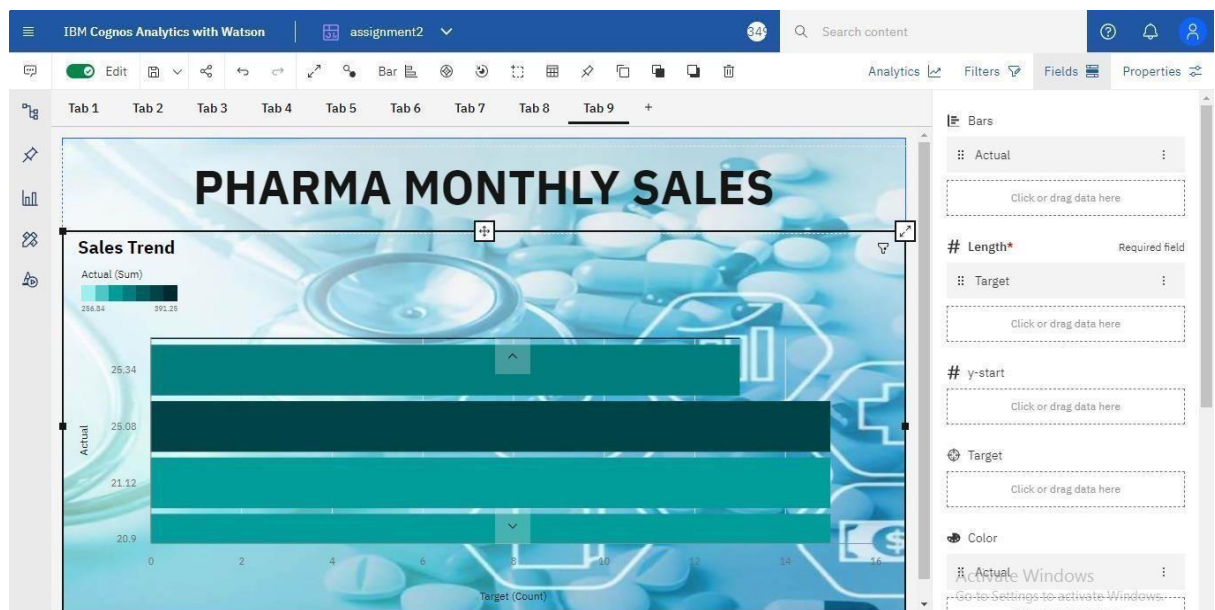 IBM Cognos Analytics with Watson
assignment2
349
Search content
Edit
Bar
Analytics
Filters
Fields
Properties
Tab 1 Tab 2 Tab 3 Tab 4 Tab 5 Tab 6 Tab 7 Tab 8 Tab 9 +
PHARMA MONTHLY SALES
Sales Trend
Actual (Sum)
391.25
Actual
25.34
25.08
21.12
20.9
0 2 4 6 8 10 12 14 16
Target (Count)
Bars
Actual
Click or drag data here
# Length* Required field
Target
Click or drag data here
# y-start
Click or drag data here
Target
Click or drag data here
Color
Actual
Activate Windows
Go to Settings to activate Windows.